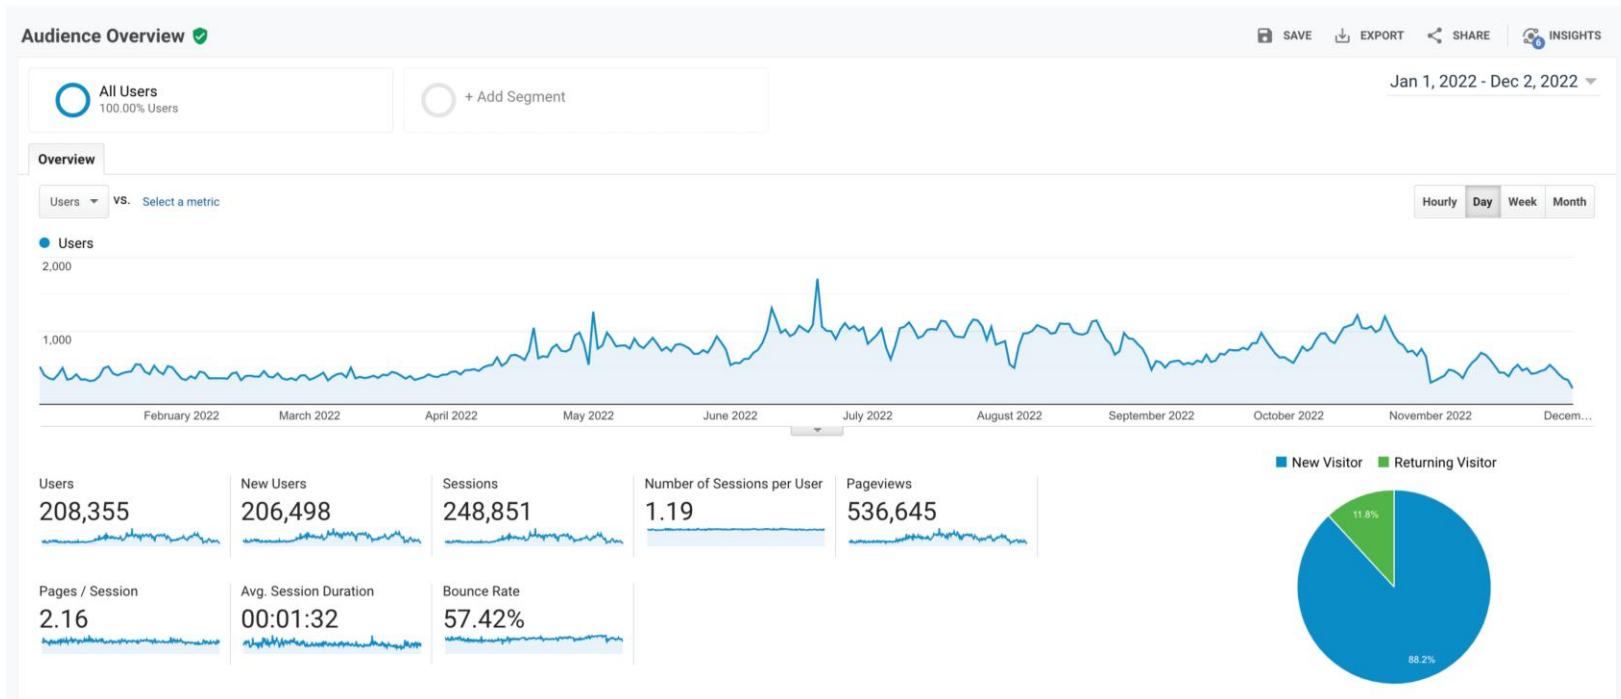 Audience Overview
SAVE EXPORT SHARE 6 INSIGHTS
All Users
100.00% Users
+ Add Segment
Jan 1, 2022 - Dec 2, 2022
Overview
Users VS. Select a metric
Hourly Day Week Month
Users
2,000
1,000
February 2022 March 2022 April 2022 May 2022 June 2022 July 2022 August 2022 September 2022 October 2022 November 2022 Decem...
New Visitor Returning Visitor
Users New Users Sessions Number of Sessions per User Pageviews
208,355 206,498 248,851 1.19 536,645
11.8%
Pages / Session Avg. Session Duration Bounce Rate
2.16 00:01:32 57.42%
88.2%